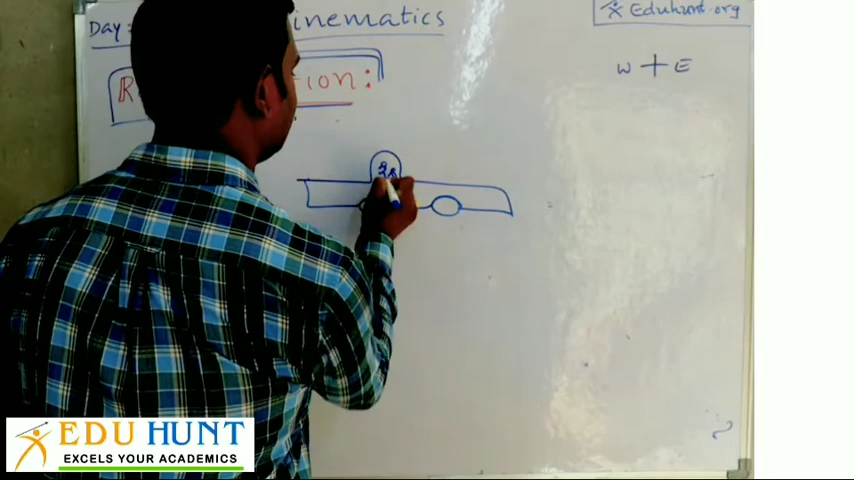 Day
inematics
Eduhunt.org
W E
R
ion:
EDU HUNT
EXCELS YOUR ACADEMICS